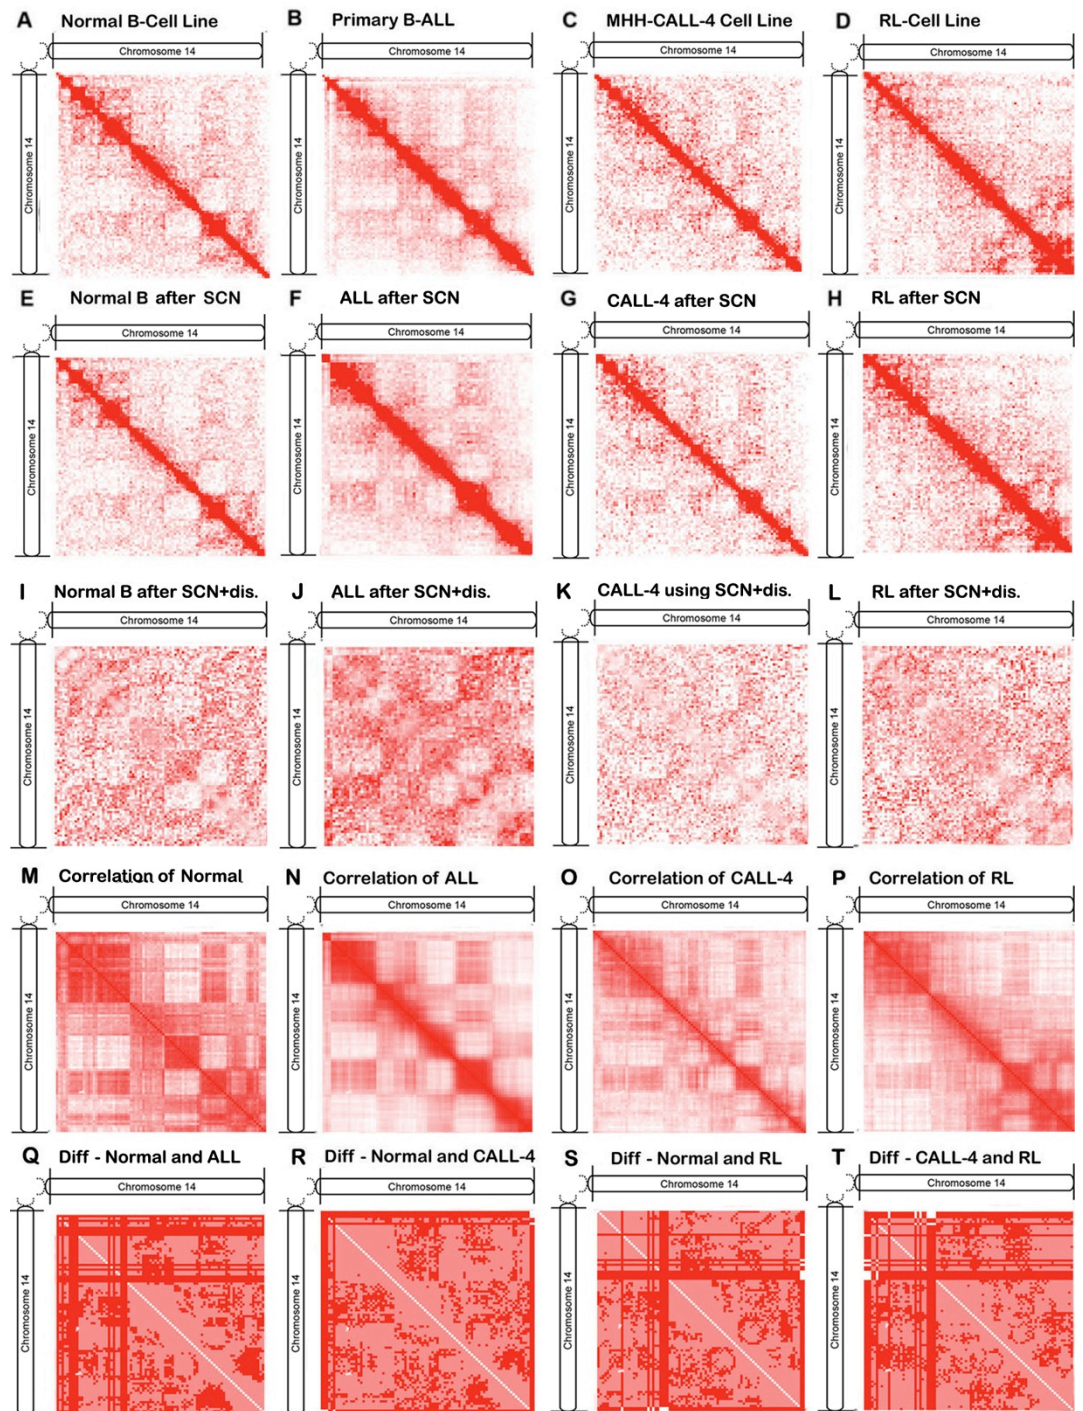 A Normal B-Cell Line
B Primary B-ALL
C MHH-CALL-4 Cell Line
D RL-Cell Line
Chromosome 14
Chromosome 14
Chromosome 14
Chromosome 14
Chromosome 14
Chromosome 14
Chromosome 14
Chromosome 14
E Normal B after SCN
F ALL after SCN
G CALL-4 after SCN
H RL after SCN
Chromosome 14
Chromosome 14
Chromosome 14
Chromosome 14
Chromosome 14
Chromosome 14
Chromosome 14
Chromosome 14
I Normal B after SCN+dis.
J ALL after SCN+dis.
K CALL-4 using SCN+dis.
L RL after SCN+dis.
Chromosome 14
Chromosome 14
Chromosome 14
Chromosome 14
Chromosome 14
Chromosome 14
Chromosome 14
Chromosome 14
M Correlation of Normal
N Correlation of ALL
O Correlation of CALL-4
P Correlation of RL
Chromosome 14
Chromosome 14
Chromosome 14
Chromosome 14
Chromosome 14
Chromosome 14
Chromosome 14
Chromosome 14
Q Diff - Normal and ALL
R Diff - Normal and CALL-4
S Diff - Normal and RL
T Diff - CALL-4 and RL
Chromosome 14
Chromosome 14
Chromosome 14
Chromosome 14
Chromosome 14
Chromosome 14
Chromosome 14
Chromosome 14